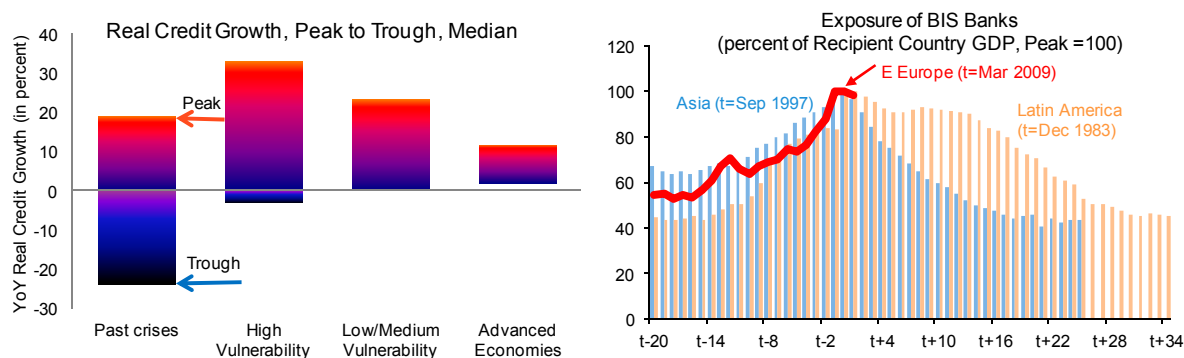 Real Credit Growth, Peak to Trough, Median
YoY Real Credit Growth (in percent)
40
30
20
10
0
-10
-20
-30
Peak
Trough
Past crises
High
Vulnerability
Low/Medium
Vulnerability
Advanced
Economies
Exposure of BIS Banks
(percent of Recipient Country GDP, Peak =100)
120
100
80
60
40
20
0
E Europe (t=Mar 2009)
Asia (t=Sep 1997)
Latin America
(t=Dec 1983)
t-20
t-14
t-8
t-2
t+4
t+10
t+16
t+22
t+28
t+34